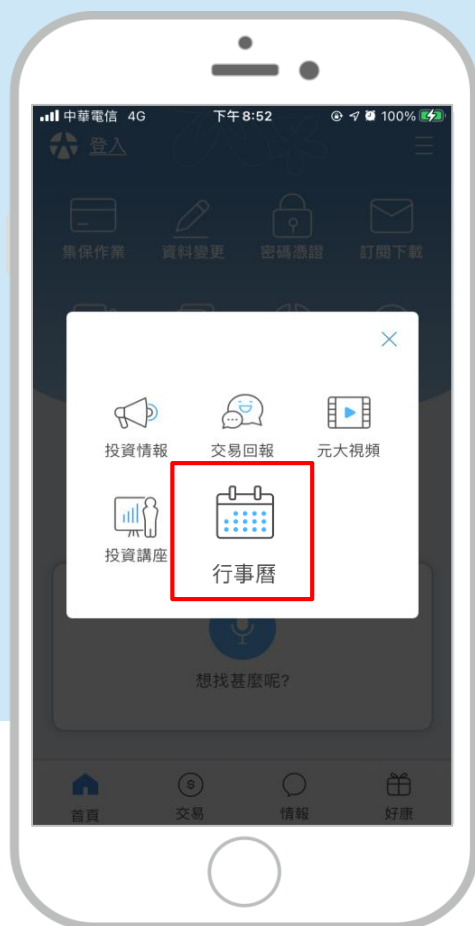 中華電信 4G 下午8:52 100%
登入
集保作業 資料變更 密碼憑證 訂閱下載
投資情報 交易回報 元大視頻
投資講座 行事曆
想找甚麼呢?
首頁 交易 情報 好康